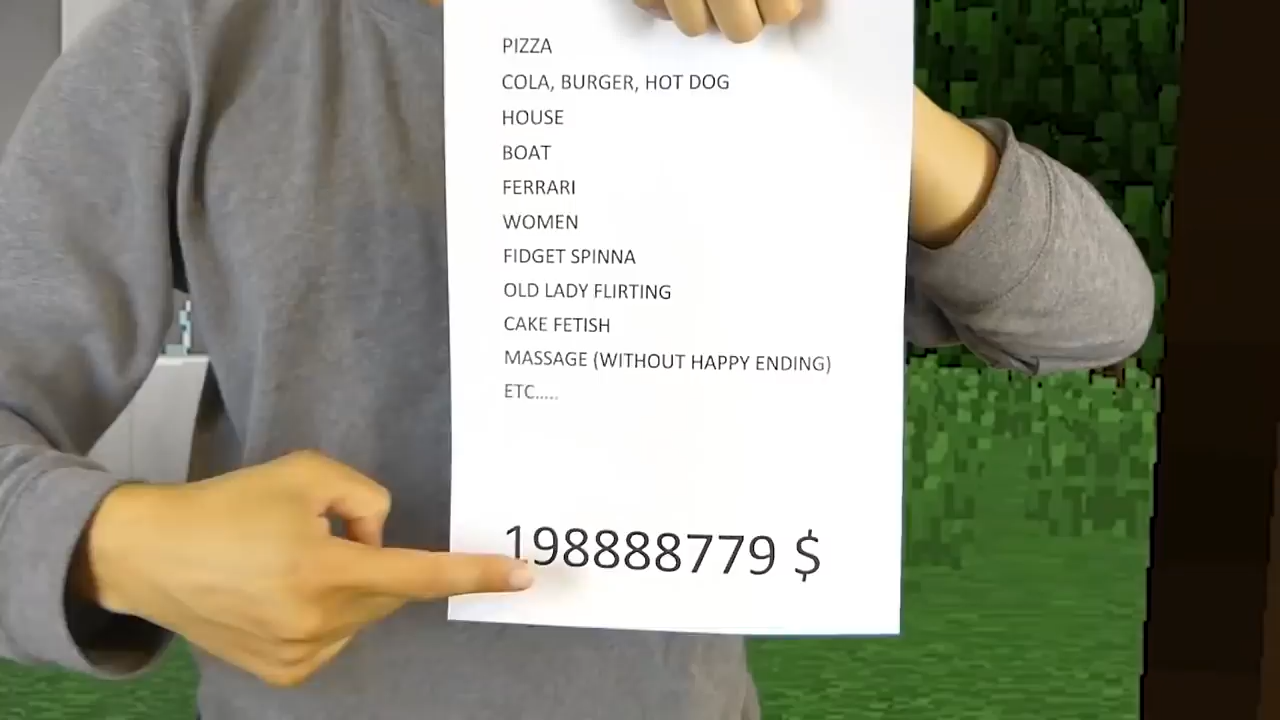 PIZZA
COLA, BURGER, HOT DOG
HOUSE
BOAT
FERRARI
WOMEN
FIDGET SPINNA
OLD LADY FLIRTING
CAKE FETISH
MASSAGE (WITHOUT HAPPY ENDING)
ETC.....
198888779 $